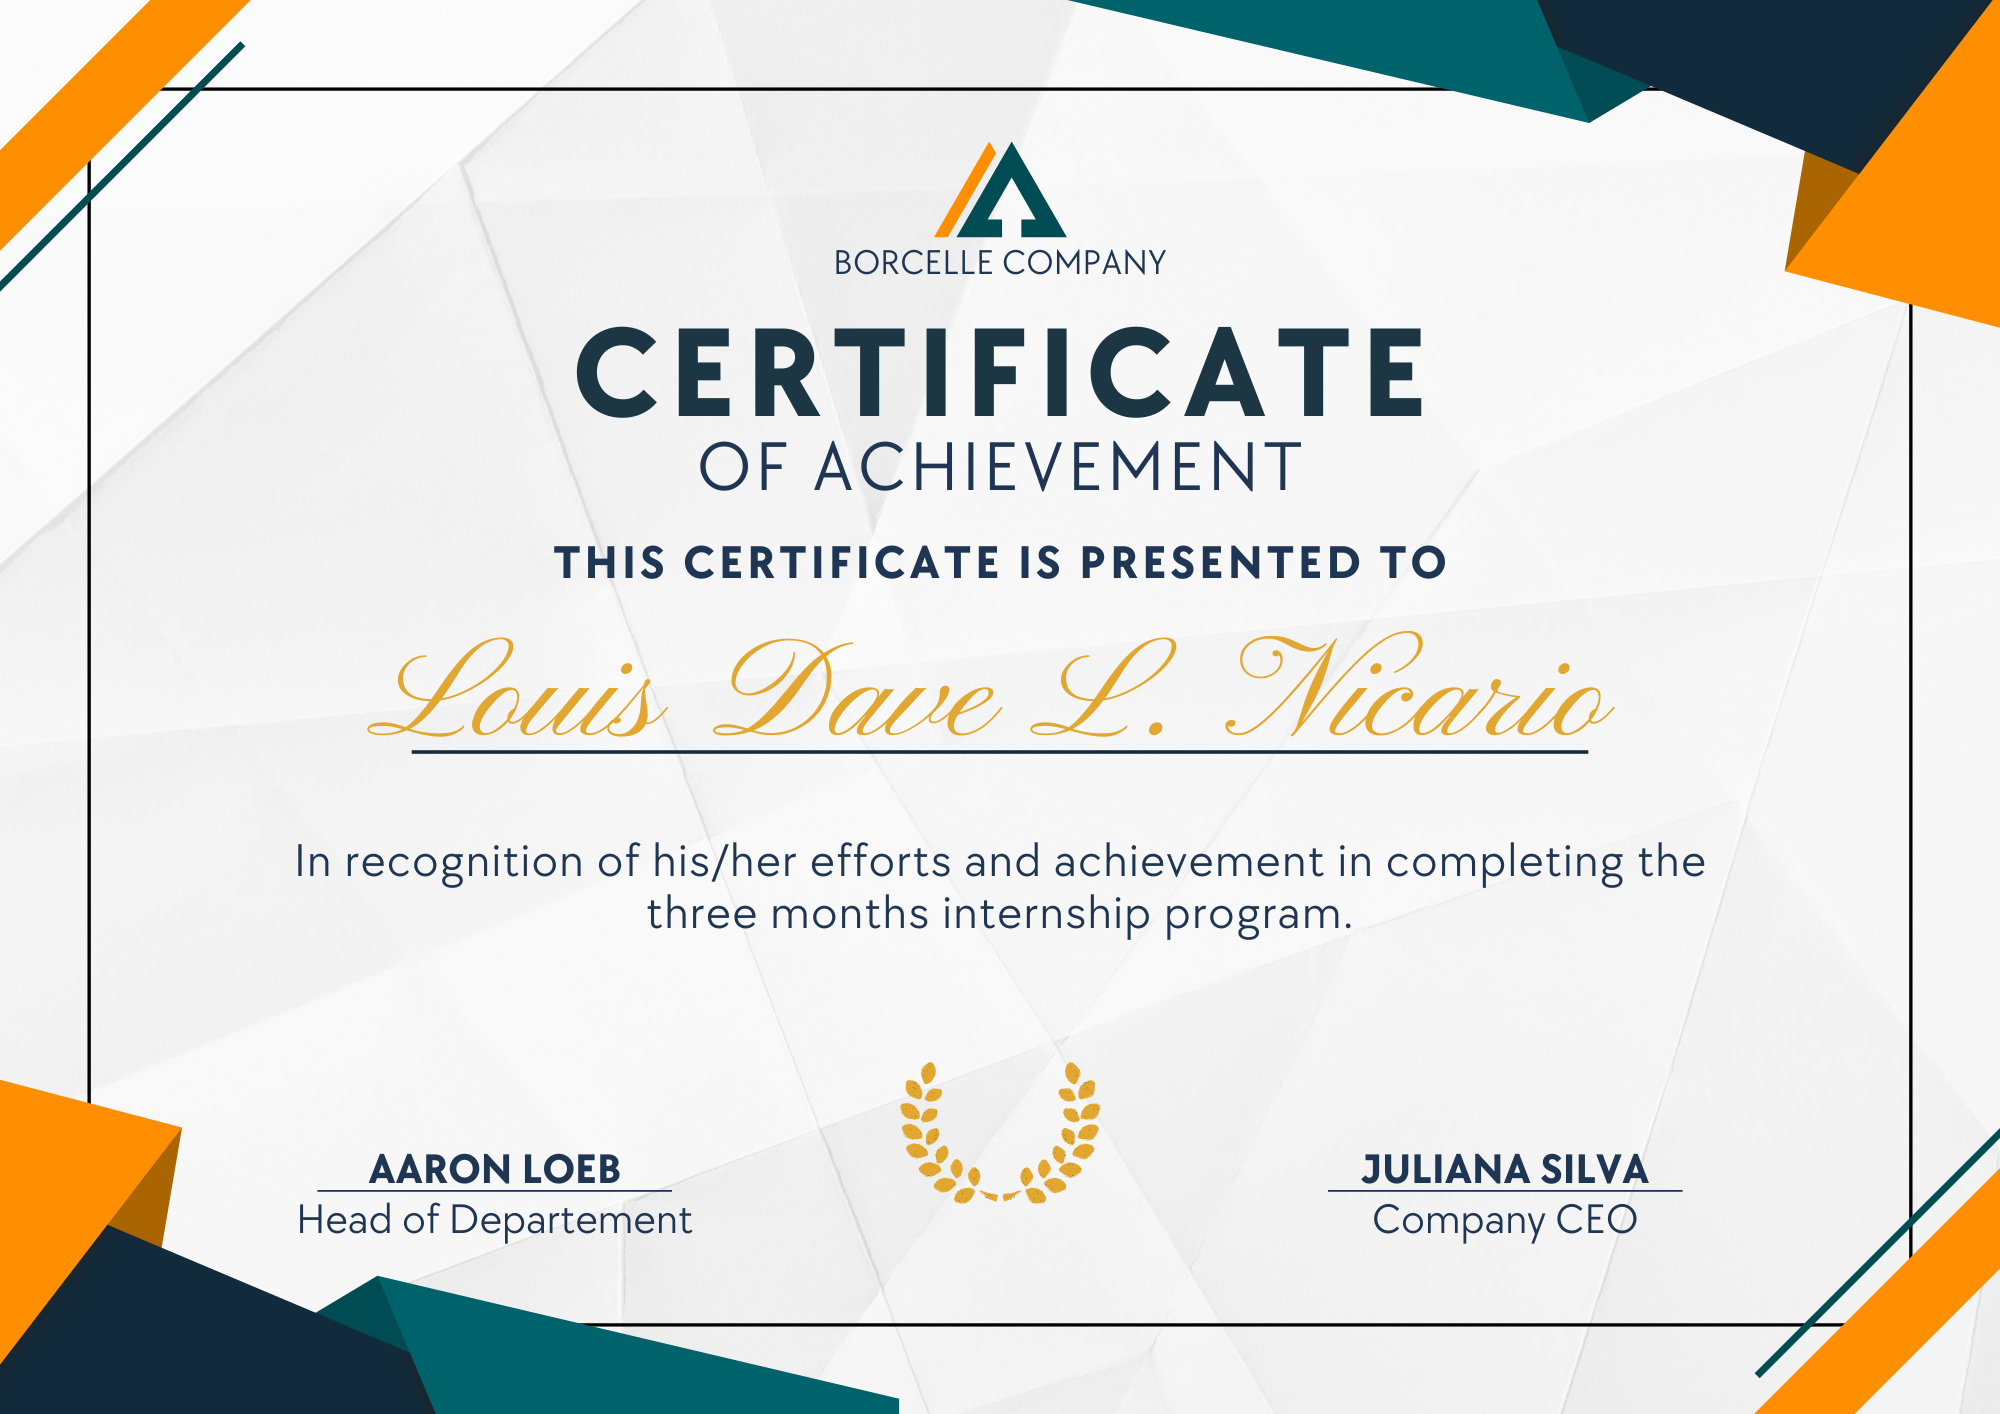 BORCELLE COMPANY
CERTIFICATE
OF ACHIEVEMENT
THIS CERTIFICATE IS PRESENTED TO
Louis Dave L. Nicario
In recognition of his/her efforts and achievement in completing the
three months internship program.
AARON LOEB
Head of Departement
JULIANA SILVA
Company CEO